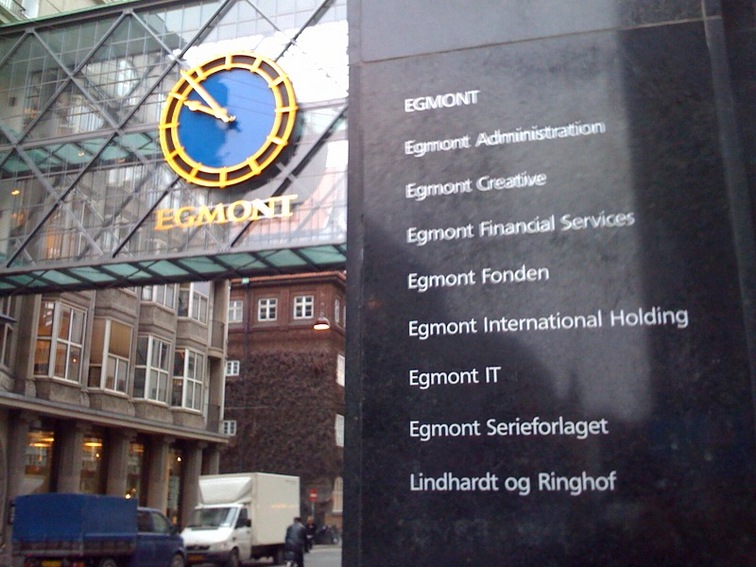 EGMONT
EGMONT
Egmont Administration
Egmont Creative
Egmont Financial Services
Egmont Fonden
Egmont International Holding
Egmont IT
Egmont Serieforlaget
Lindhardt og Ringhof